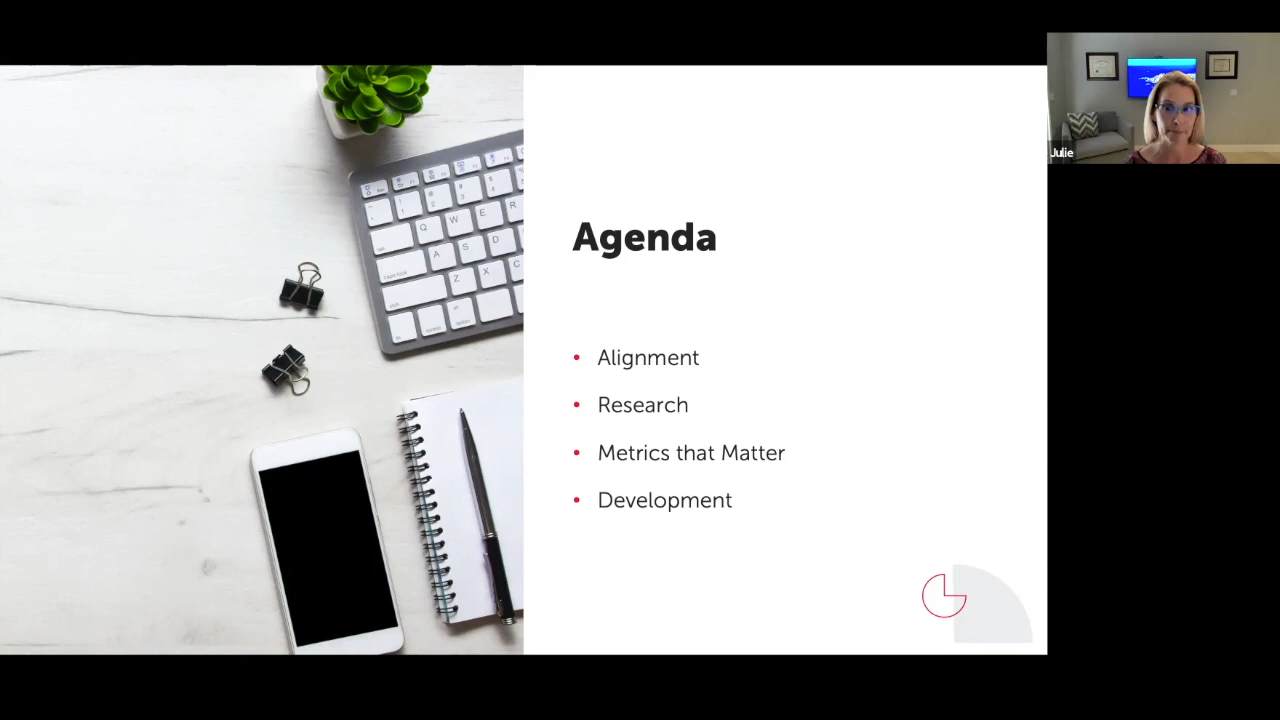 Agenda
• Alignment
• Research
• Metrics that Matter
• Development
Julie
Q W E R
A S D
Z X C